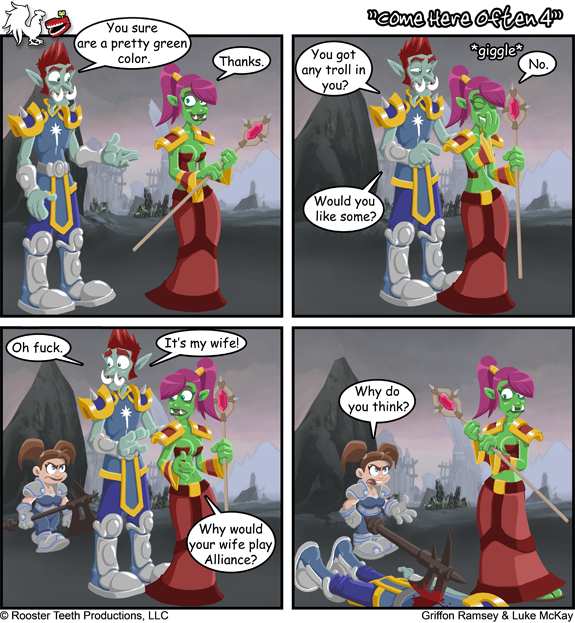 "Come Here Often 4"
You sure
are a pretty green
color.
Thanks.
You got
any troll in
you?
*giggle*
No.
Would you
like some?
Oh fuck.
It's my wife!
Why would
your wife play
Alliance?
Why do
you think?
© Rooster Teeth Productions, LLC
Griffon Ramsey & Luke McKay